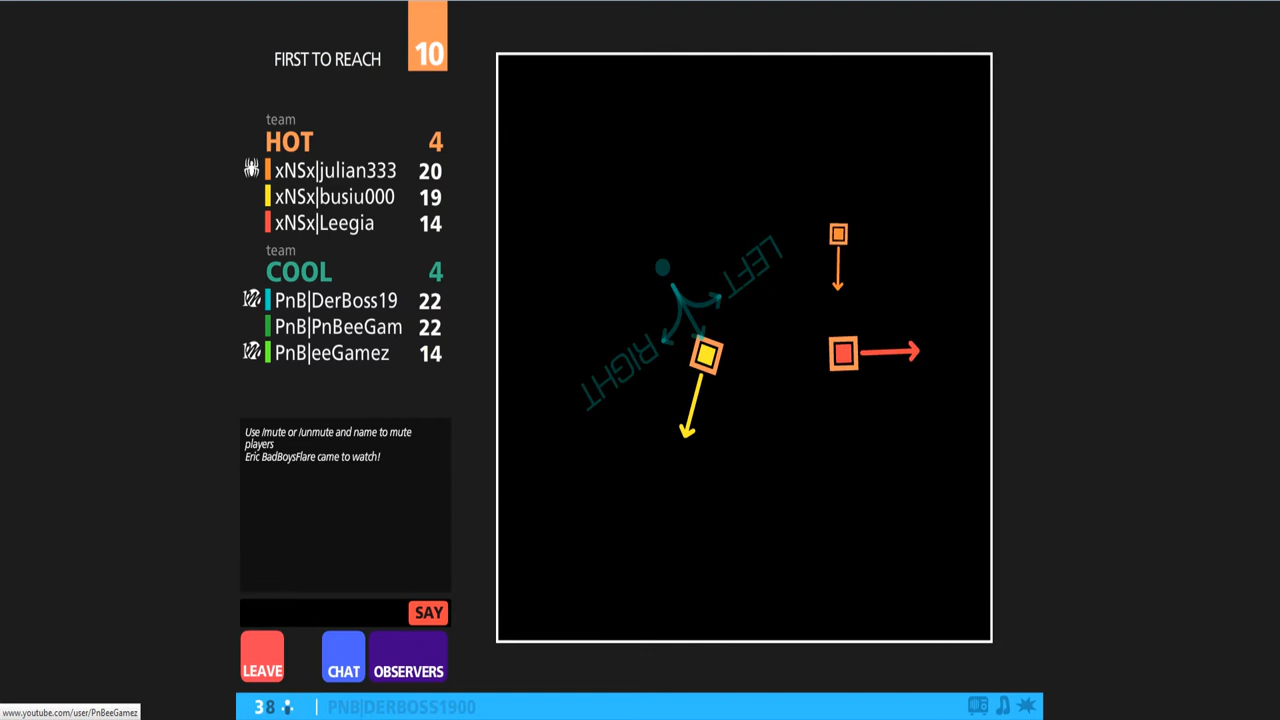 FIRST TO REACH
10
team
HOT 4
xNSx|julian333 20
xNSx|busiu000 19
xNSx|Leegia 14
team
COOL 4
PnB|DerBoss19 22
PnB|PnBeeGam 22
PnB|eeGamez 14
Use /mute or /unmute and name to mute
players
Eric BadBoysFlare came to watch!
SAY
LEAVE
CHAT
OBSERVERS
LEFT
RIGHT
38
PNB|DERBOSS1900
www.youtube.com/user/PnBeeGamez